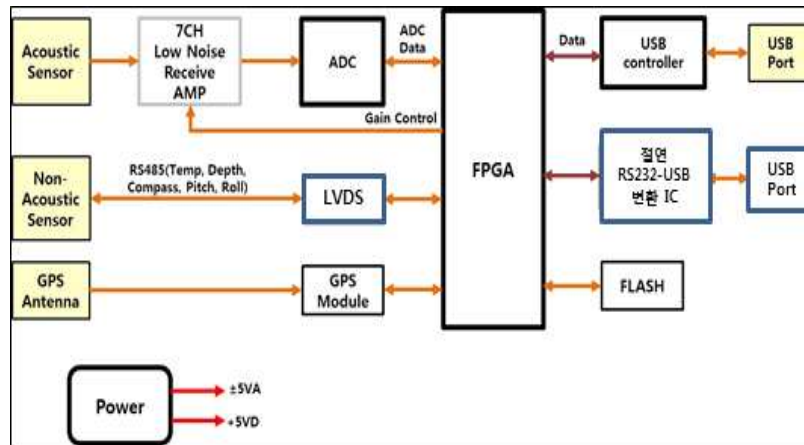 Acoustic
Sensor
7CH
Low Noise
Receive
AMP
ADC
ADC
Data
Gain Control
FPGA
Data
USB
controller
USB
Port
Non-
Acoustic
Sensor
RS485(Temp, Depth,
Compass, Pitch, Roll)
LVDS
절연
RS232-USB
변환 IC
USB
Port
GPS
Antenna
GPS
Module
FLASH
Power
±5VA
+5VD